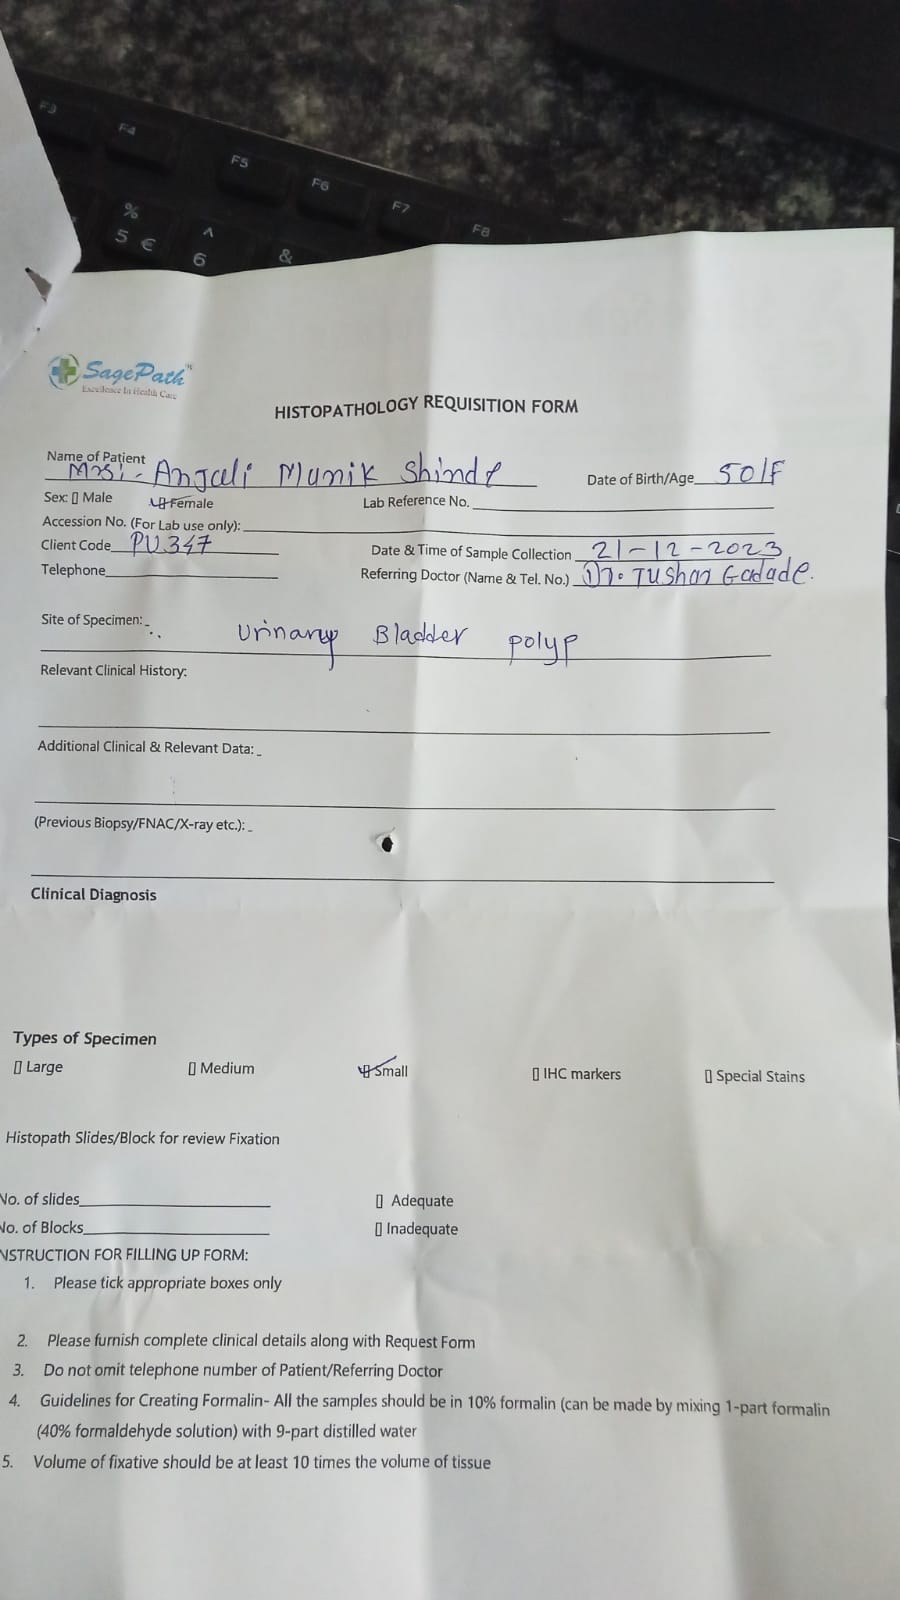 F3
F4
F5
F6
F7
F8
%
5 €
^
6
&
SagePath
Excellence In Health Care
HISTOPATHOLOGY REQUISITION FORM
Name of Patient Mrs:- Anjali Munik Shinde Date of Birth/Age 50/F
Sex: [] Male [] Female Lab Reference No.
Accession No. (For Lab use only):
Client Code PU347 Date & Time of Sample Collection 21-12-2023
Telephone Referring Doctor (Name & Tel. No.) Dr. Tushar Gadade.
Site of Specimen:_ Urinary Bladder polyp
Relevant Clinical History:
Additional Clinical & Relevant Data:_
(Previous Biopsy/FNAC/X-ray etc.):_
Clinical Diagnosis
Types of Specimen
[] Large [] Medium [] Small [] IHC markers [] Special Stains
Histopath Slides/Block for review Fixation
No. of slides [] Adequate
No. of Blocks [] Inadequate
NSTRUCTION FOR FILLING UP FORM:
1. Please tick appropriate boxes only
2. Please furnish complete clinical details along with Request Form
3. Do not omit telephone number of Patient/Referring Doctor
4. Guidelines for Creating Formalin- All the samples should be in 10% formalin (can be made by mixing 1-part formalin
(40% formaldehyde solution) with 9-part distilled water
5. Volume of fixative should be at least 10 times the volume of tissue